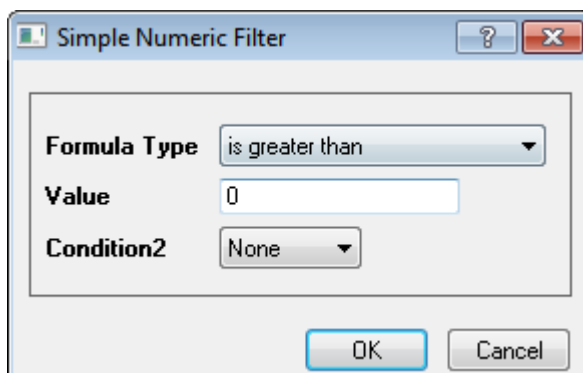 Simple Numeric Filter
Formula Type is greater than
Value 0
Condition2 None
OK Cancel